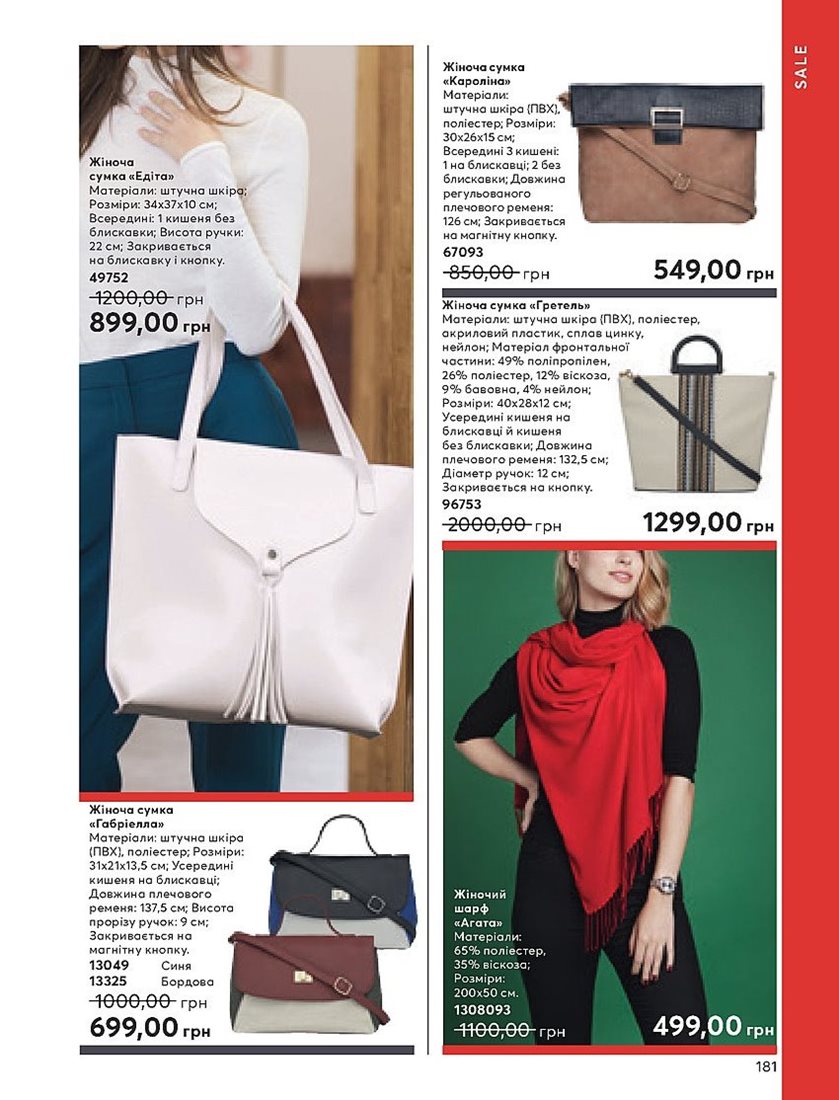 SALE
Жіноча
сумка «Едіта»
Матеріали: штучна шкіра;
Розміри: 34х37х10 см;
Всередині: 1 кишеня без
блискавки; Висота ручки:
22 см; Закривається
на блискавку і кнопку.
49752
1200,00 грн
899,00 грн
Жіноча сумка
«Габріелла»
Матеріали: штучна шкіра
(ПВХ), поліестер; Розміри:
31х21х13,5 см; Усередині
кишеня на блискавці;
Довжина плечового
ременя: 137,5 см; Висота
прорізу ручок: 9 см;
Закривається на
магнітну кнопку.
13049 Синя
13325 Бордова
1000,00 грн
699,00 грн
Жіноча сумка
«Кароліна»
Матеріали:
штучна шкіра (ПВХ),
поліестер; Розміри:
30х26х15 см;
Всередині 3 кишені:
1 на блискавці; 2 без
блискавки; Довжина
регульованого
плечового ременя:
126 см; Закривається
на магнітну кнопку.
67093
850,00 грн
549,00 грн
Жіноча сумка «Гретель»
Матеріали: штучна шкіра (ПВХ), поліестер,
акриловий пластик, сплав цинку,
нейлон; Матеріал фронтальної
частини: 49% поліпропілен,
26% поліестер, 12% віскоза,
9% бавовна, 4% нейлон;
Розміри: 40х28х12 см;
Усередині кишеня на
блискавці й кишеня
без блискавки; Довжина
плечового ременя: 132,5 см;
Діаметр ручок: 12 см;
Закривається на кнопку.
96753
2000,00 грн
1299,00 грн
Жіночий
шарф
«Агата»
Матеріали:
65% поліестер,
35% віскоза;
Розміри:
200х50 см.
1308093
1100,00 грн
499,00 грн
181